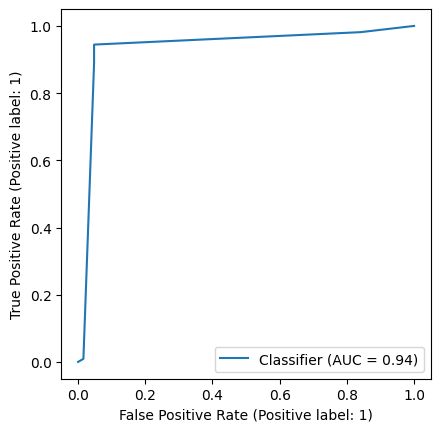 1.0
0.8
0.6
0.4
0.2
0.0
True Positive Rate (Positive label: 1)
Classifier (AUC = 0.94)
0.0 0.2 0.4 0.6 0.8 1.0
False Positive Rate (Positive label: 1)